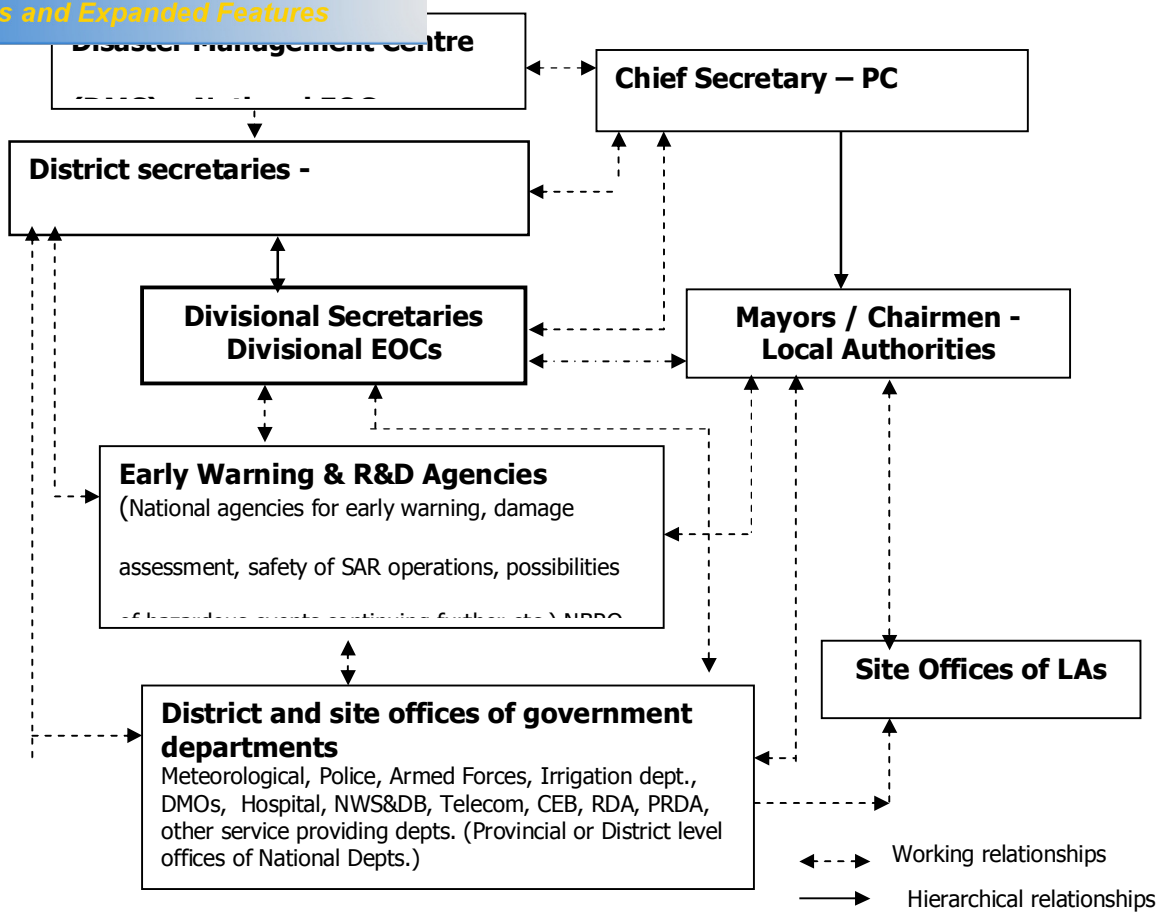 s and Expanded Features
Disaster Management Centre
Chief Secretary – PC
District secretaries -
Divisional Secretaries
Divisional EOCs
Mayors / Chairmen -
Local Authorities
Early Warning & R&D Agencies
(National agencies for early warning, damage
assessment, safety of SAR operations, possibilities
Site Offices of LAs
District and site offices of government
departments
Meteorological, Police, Armed Forces, Irrigation dept.,
DMOs, Hospital, NWS&DB, Telecom, CEB, RDA, PRDA,
other service providing depts. (Provincial or District level
offices of National Depts.)
Working relationships
Hierarchical relationships